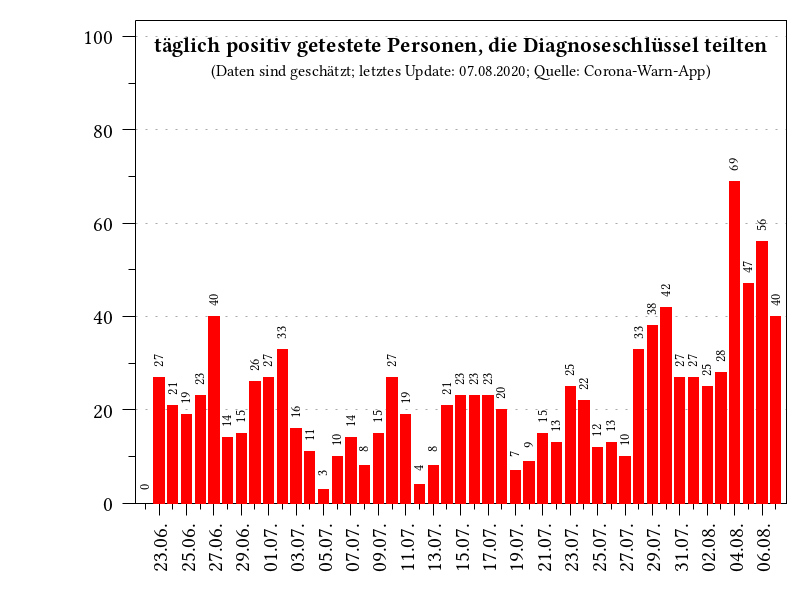 täglich positiv getestete Personen, die Diagnoseschlüssel teilten
(Daten sind geschätzt; letztes Update: 07.08.2020; Quelle: Corona-Warn-App)
100
80
60
40
20
0
0 27 21 19 23 40 14 15 26 27 33 16 11 3 10 14 8 15 27 19 4 8 21 23 23 23 20 7 9 15 13 25 22 12 13 10 33 38 42 27 27 25 28 69 47 56 40
23.06. 25.06. 27.06. 29.06. 01.07. 03.07. 05.07. 07.07. 09.07. 11.07. 13.07. 15.07. 17.07. 19.07. 21.07. 23.07. 25.07. 27.07. 29.07. 31.07. 02.08. 04.08. 06.08.